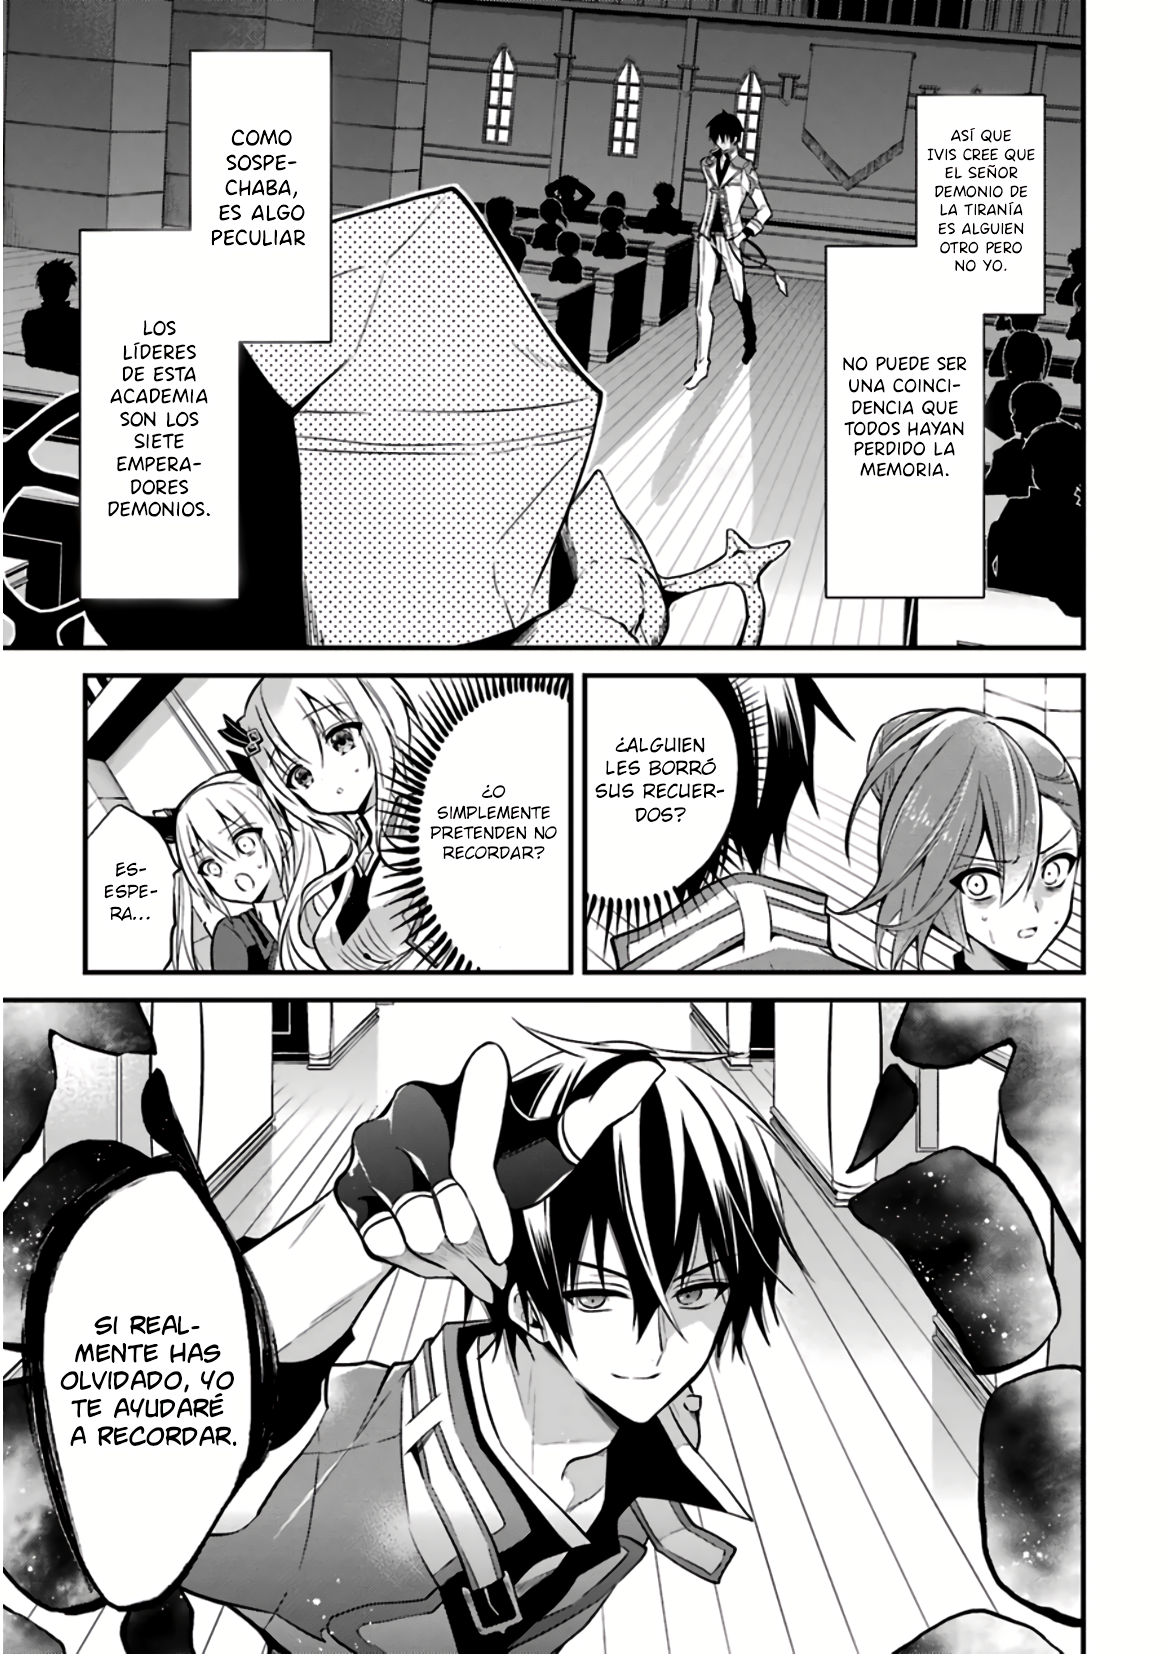 ASÍ QUE
IVIS CREE QUE
EL SEÑOR
DEMONIO DE
LA TIRANÍA
ES ALGUIEN
OTRO PERO
NO YO.
NO PUEDE SER
UNA COINCI-
DENCIA QUE
TODOS HAYAN
PERDIDO LA
MEMORIA.
COMO
SOSPE-
CHABA,
ES ALGO
PECULIAR
LOS
LÍDERES
DE ESTA
ACADEMIA
SON LOS
SIETE
EMPERA-
DORES
DEMONIOS.
¿ALGUIEN
LES BORRÓ
SUS RECUER-
DOS?
¿O
SIMPLEMENTE
PRETENDEN NO
RECORDAR?
ES-
ESPE-
RA...
SI REAL-
MENTE HAS
OLVIDADO, YO
TE AYUDARÉ
A RECORDAR.